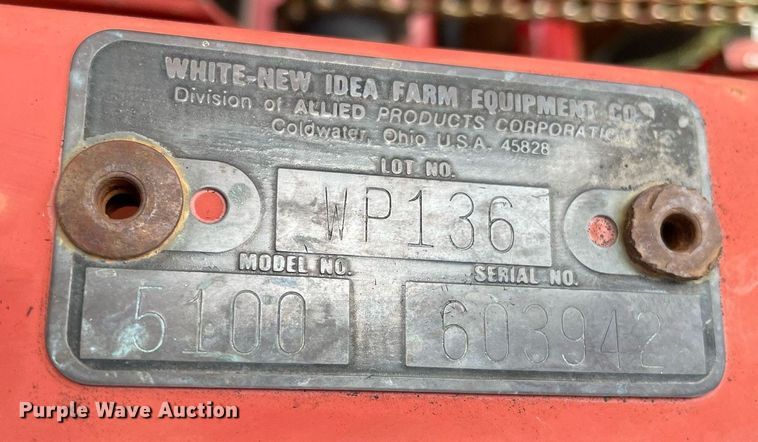 WHITE-NEW IDEA FARM EQUIPMENT CO.
Division of ALLIED PRODUCTS CORPORATION
Coldwater, Ohio U.S.A. 45828
LOT NO.
WP136
MODEL NO. SERIAL NO.
5100 603942
Purple Wave Auction